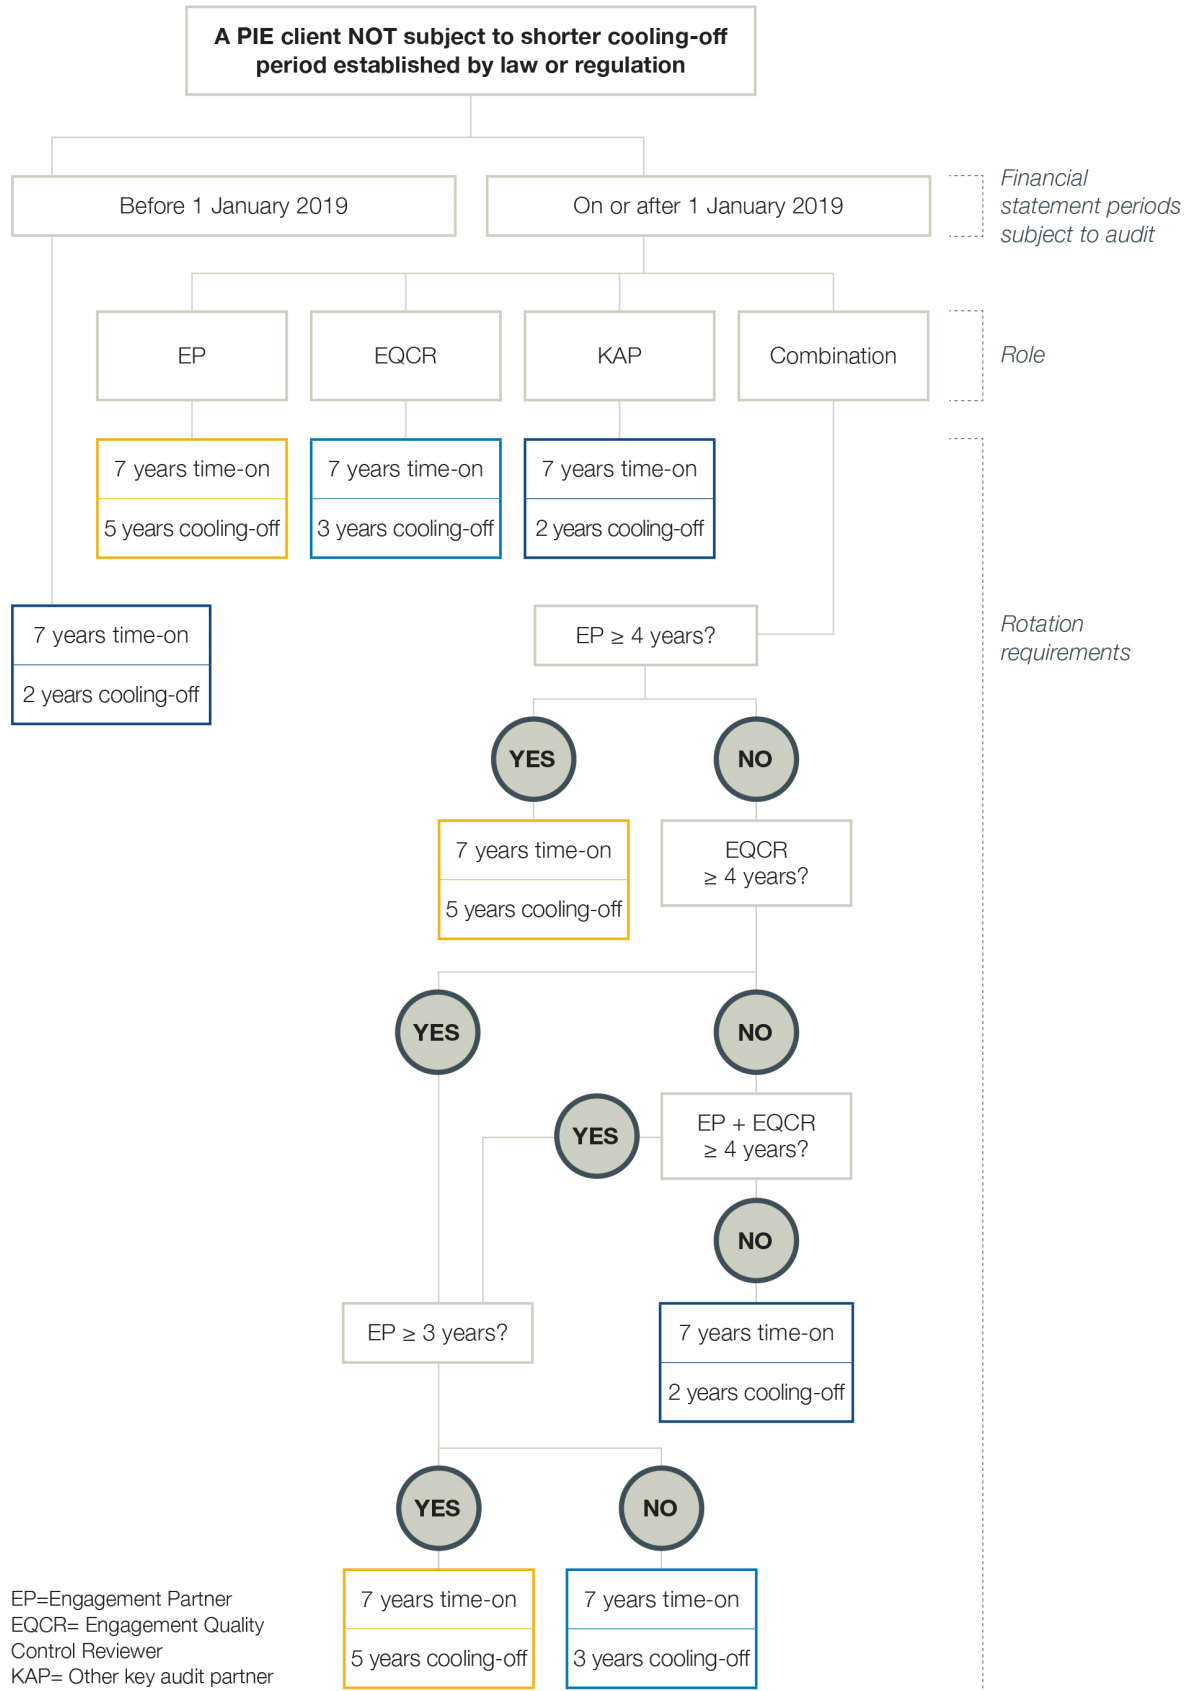 A PIE client NOT subject to shorter cooling-off
period established by law or regulation
Before 1 January 2019
On or after 1 January 2019
Financial
statement periods
subject to audit
EP
EQCR
KAP
Combination
Role
7 years time-on
5 years cooling-off
7 years time-on
3 years cooling-off
7 years time-on
2 years cooling-off
7 years time-on
2 years cooling-off
EP ≥ 4 years?
Rotation
requirements
YES
NO
7 years time-on
5 years cooling-off
EQCR
≥ 4 years?
YES
NO
YES
EP + EQCR
≥ 4 years?
NO
EP ≥ 3 years?
7 years time-on
2 years cooling-off
YES
NO
7 years time-on
5 years cooling-off
7 years time-on
3 years cooling-off
EP=Engagement Partner
EQCR= Engagement Quality
Control Reviewer
KAP= Other key audit partner